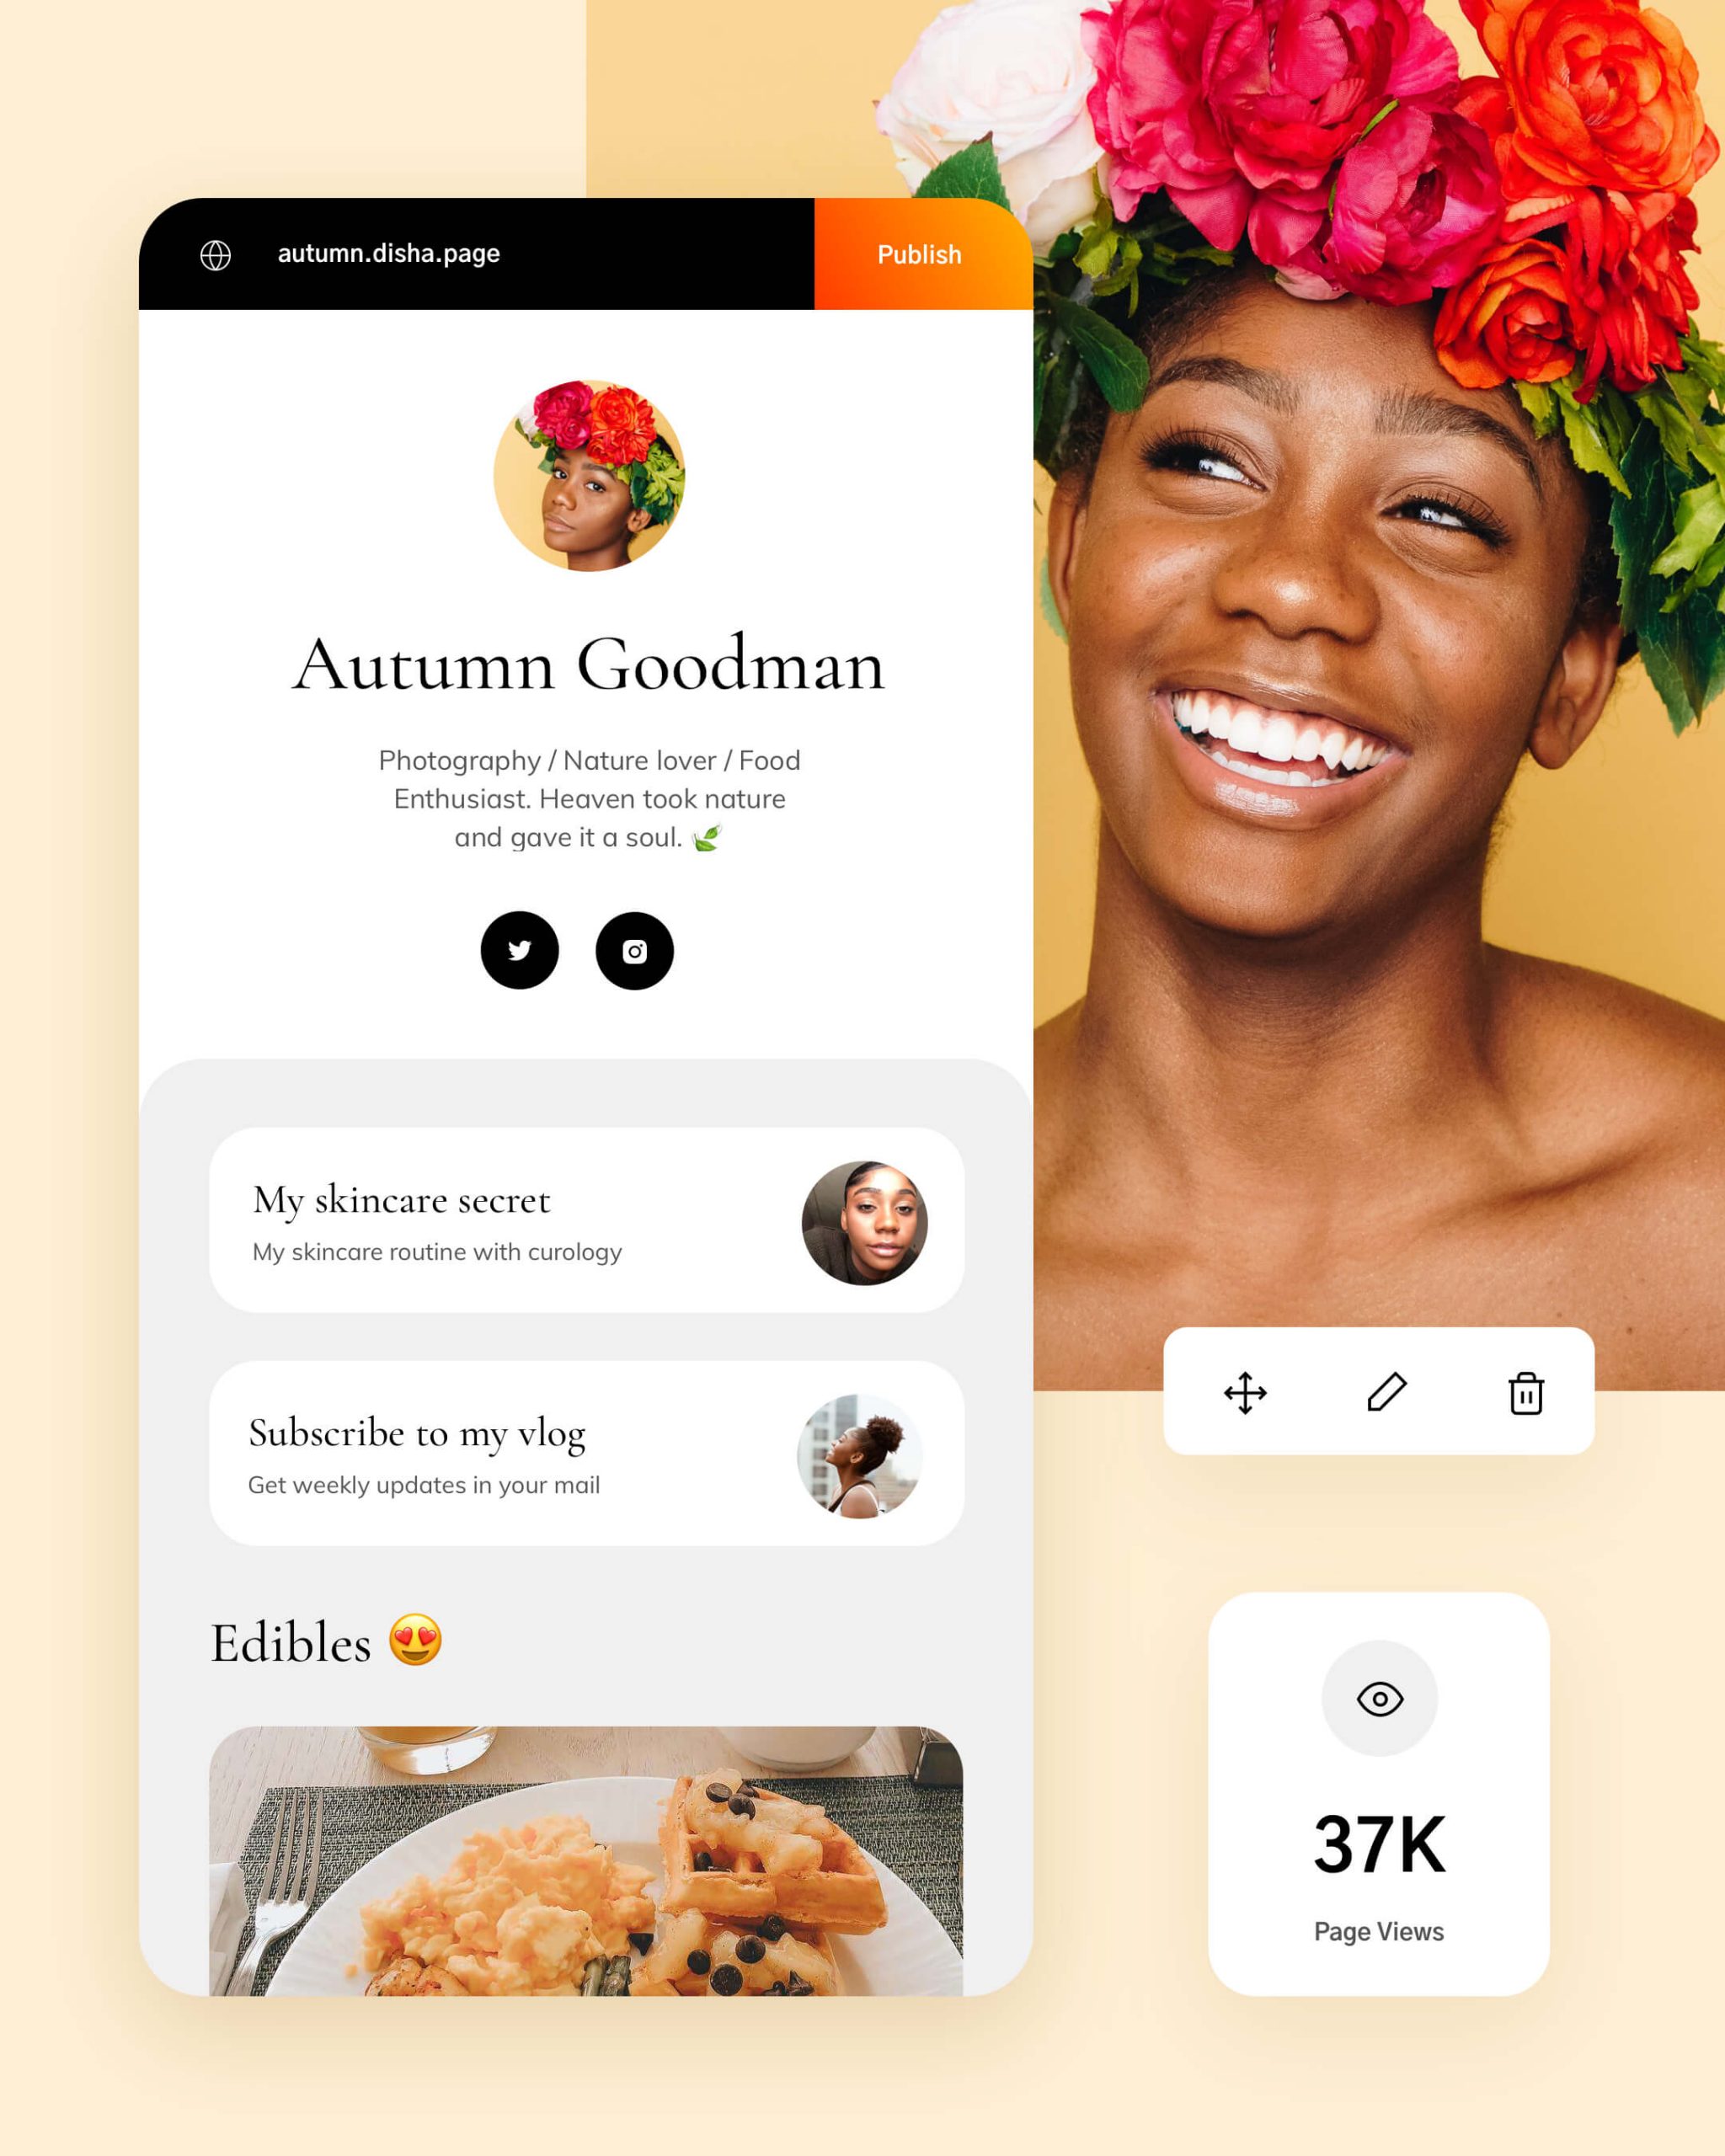 autumn.disha.page
Publish
Autumn Goodman
Photography / Nature lover / Food
Enthusiast. Heaven took nature
and gave it a soul. 🌿
My skincare secret
My skincare routine with curology
Subscribe to my vlog
Get weekly updates in your mail
Edibles 😍
37K
Page Views